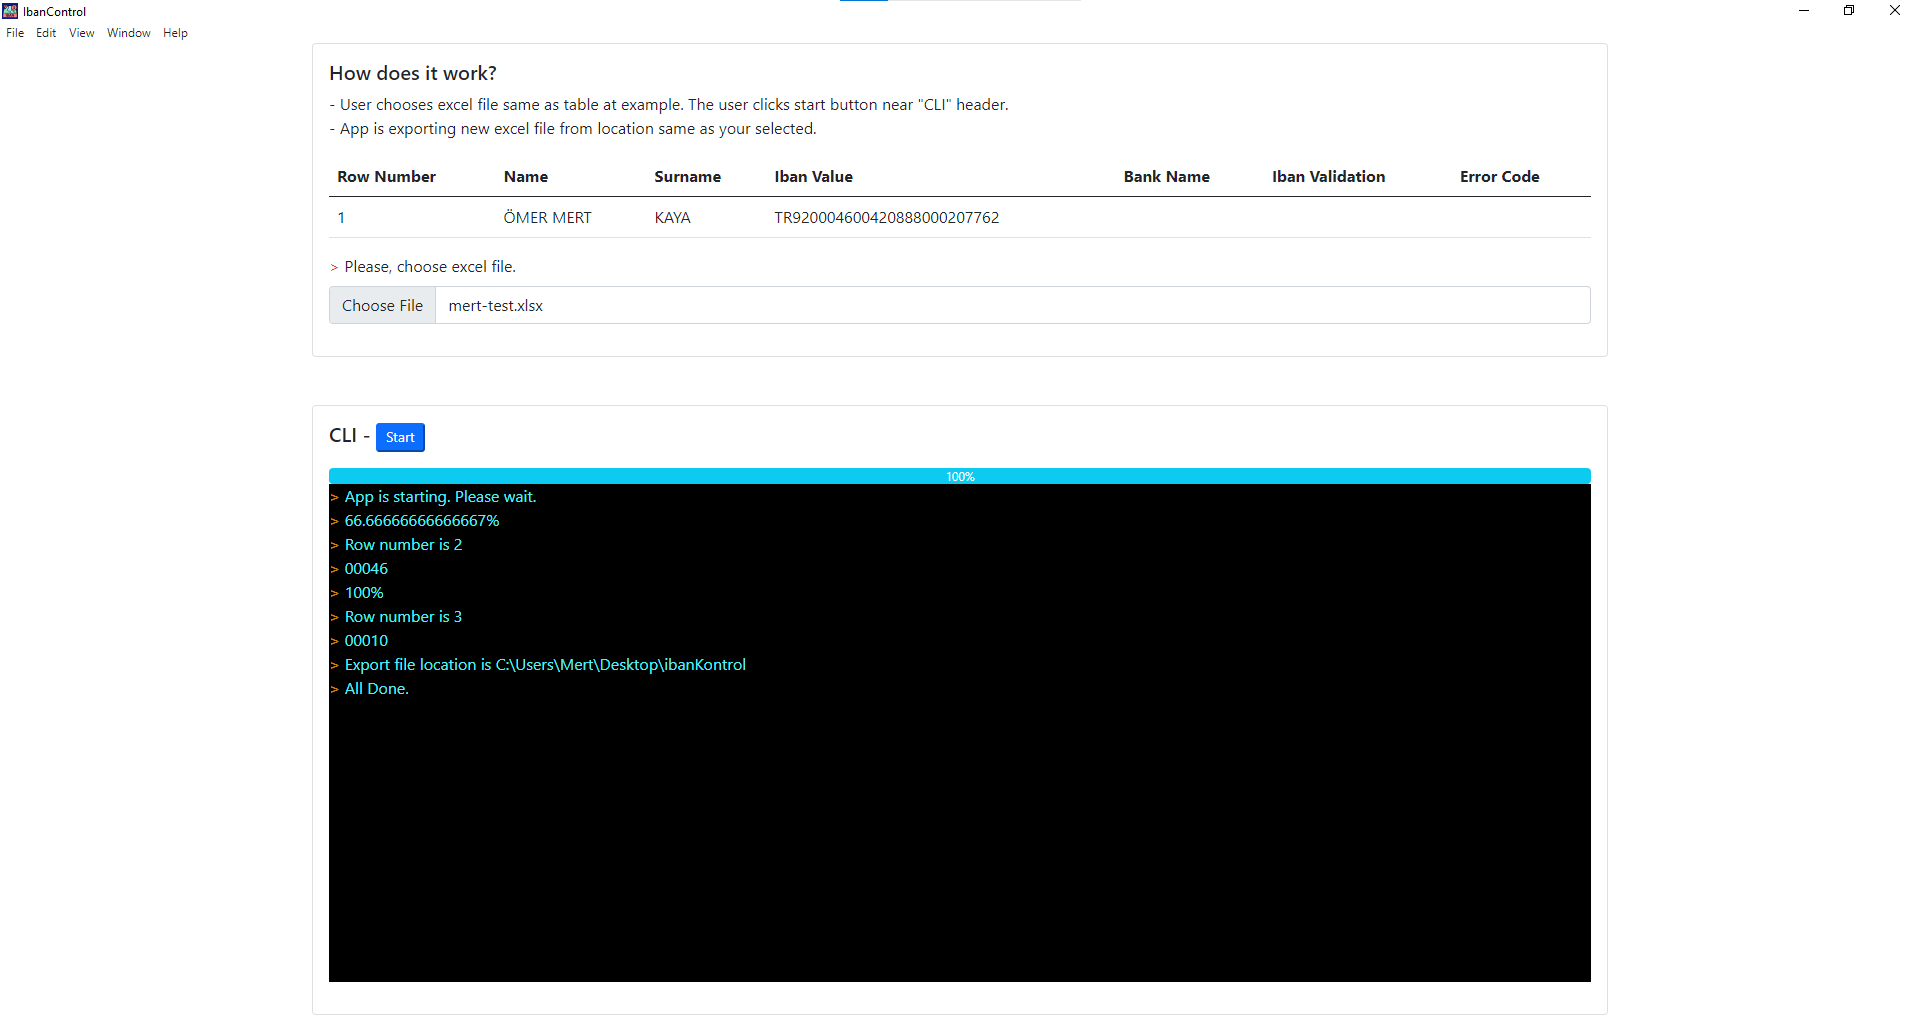 IbanControl
File Edit View Window Help
How does it work?
- User chooses excel file same as table at example. The user clicks start button near "CLI" header.
- App is exporting new excel file from location same as your selected.
Row Number Name Surname Iban Value Bank Name Iban Validation Error Code
1 ÖMER MERT KAYA TR920004600420888000207762
> Please, choose excel file.
Choose File mert-test.xlsx
CLI - Start
100%
> App is starting. Please wait.
> 66.66666666666667%
> Row number is 2
> 00046
> 100%
> Row number is 3
> 00010
> Export file location is C:\Users\Mert\Desktop\ibanKontrol
> All Done.